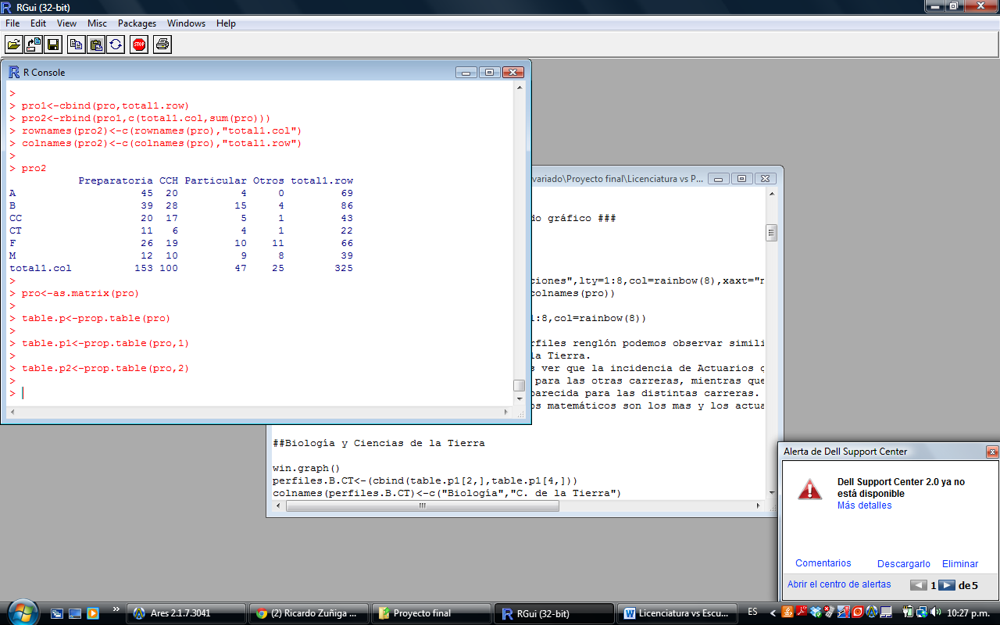 RGui (32-bit)
File Edit View Misc Packages Windows Help
STOP
R Console
>
> pro1<-cbind(pro,total1.row)
> pro2<-rbind(pro1,c(total1.col,sum(pro)))
> rownames(pro2)<-c(rownames(pro),"total1.col")
> colnames(pro2)<-c(colnames(pro),"total1.row")
>
> pro2
Preparatoria CCH Particular Otros total1.row
A 45 20 4 0 69
B 39 28 15 4 86
CC 20 17 5 1 43
CT 11 6 4 1 22
F 26 19 10 11 66
M 12 10 9 8 39
total1.col 153 100 47 25 325
>
> pro<-as.matrix(pro)
>
> table.p<-prop.table(pro)
>
> table.p1<-prop.table(pro,1)
>
> table.p2<-prop.table(pro,2)
>
>
variado\Proyecto final\Licenciatura vs P...
do gráfico ###
ciones",lty=1:8,col=rainbow(8),xaxt="n
colnames(pro))
1:8,col=rainbow(8))
rfiles renglón podemos observar simili
la Tierra.
s ver que la incidencia de Actuarios
para las otras carreras, mientras que
parecida para las distintas carreras.
os matemáticos son los mas y los actua
##Biología y Ciencias de la Tierra
win.graph()
perfiles.B.CT<-(cbind(table.p1[2,],table.p1[4,]))
colnames(perfiles.B.CT)<-c("Biología","C. de la Tierra")
Alerta de Dell Support Center
Dell Support Center 2.0 ya no
está disponible
Más detalles
Comentarios Descargarlo Eliminar
Abrir el centro de alertas 1 de 5
Ares 2.1.7.3041 (2) Ricardo Zuñiga ... Proyecto final RGui (32-bit) Licenciatura vs Escu... ES 10:27 p.m.